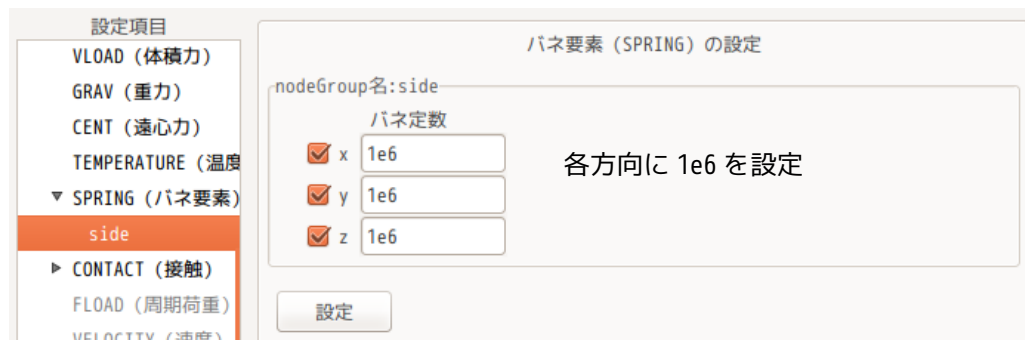 設定項目
VLOAD (体積力)
GRAV (重力)
CENT (遠心力)
TEMPERATURE (温度
▼ SPRING (バネ要素)
side
▶ CONTACT (接触)
FLOAD (周期荷重)
VELOCITY (速度)
バネ要素 (SPRING) の設定
nodeGroup名:side
バネ定数
x 1e6
y 1e6
z 1e6
各方向に 1e6 を設定
設定